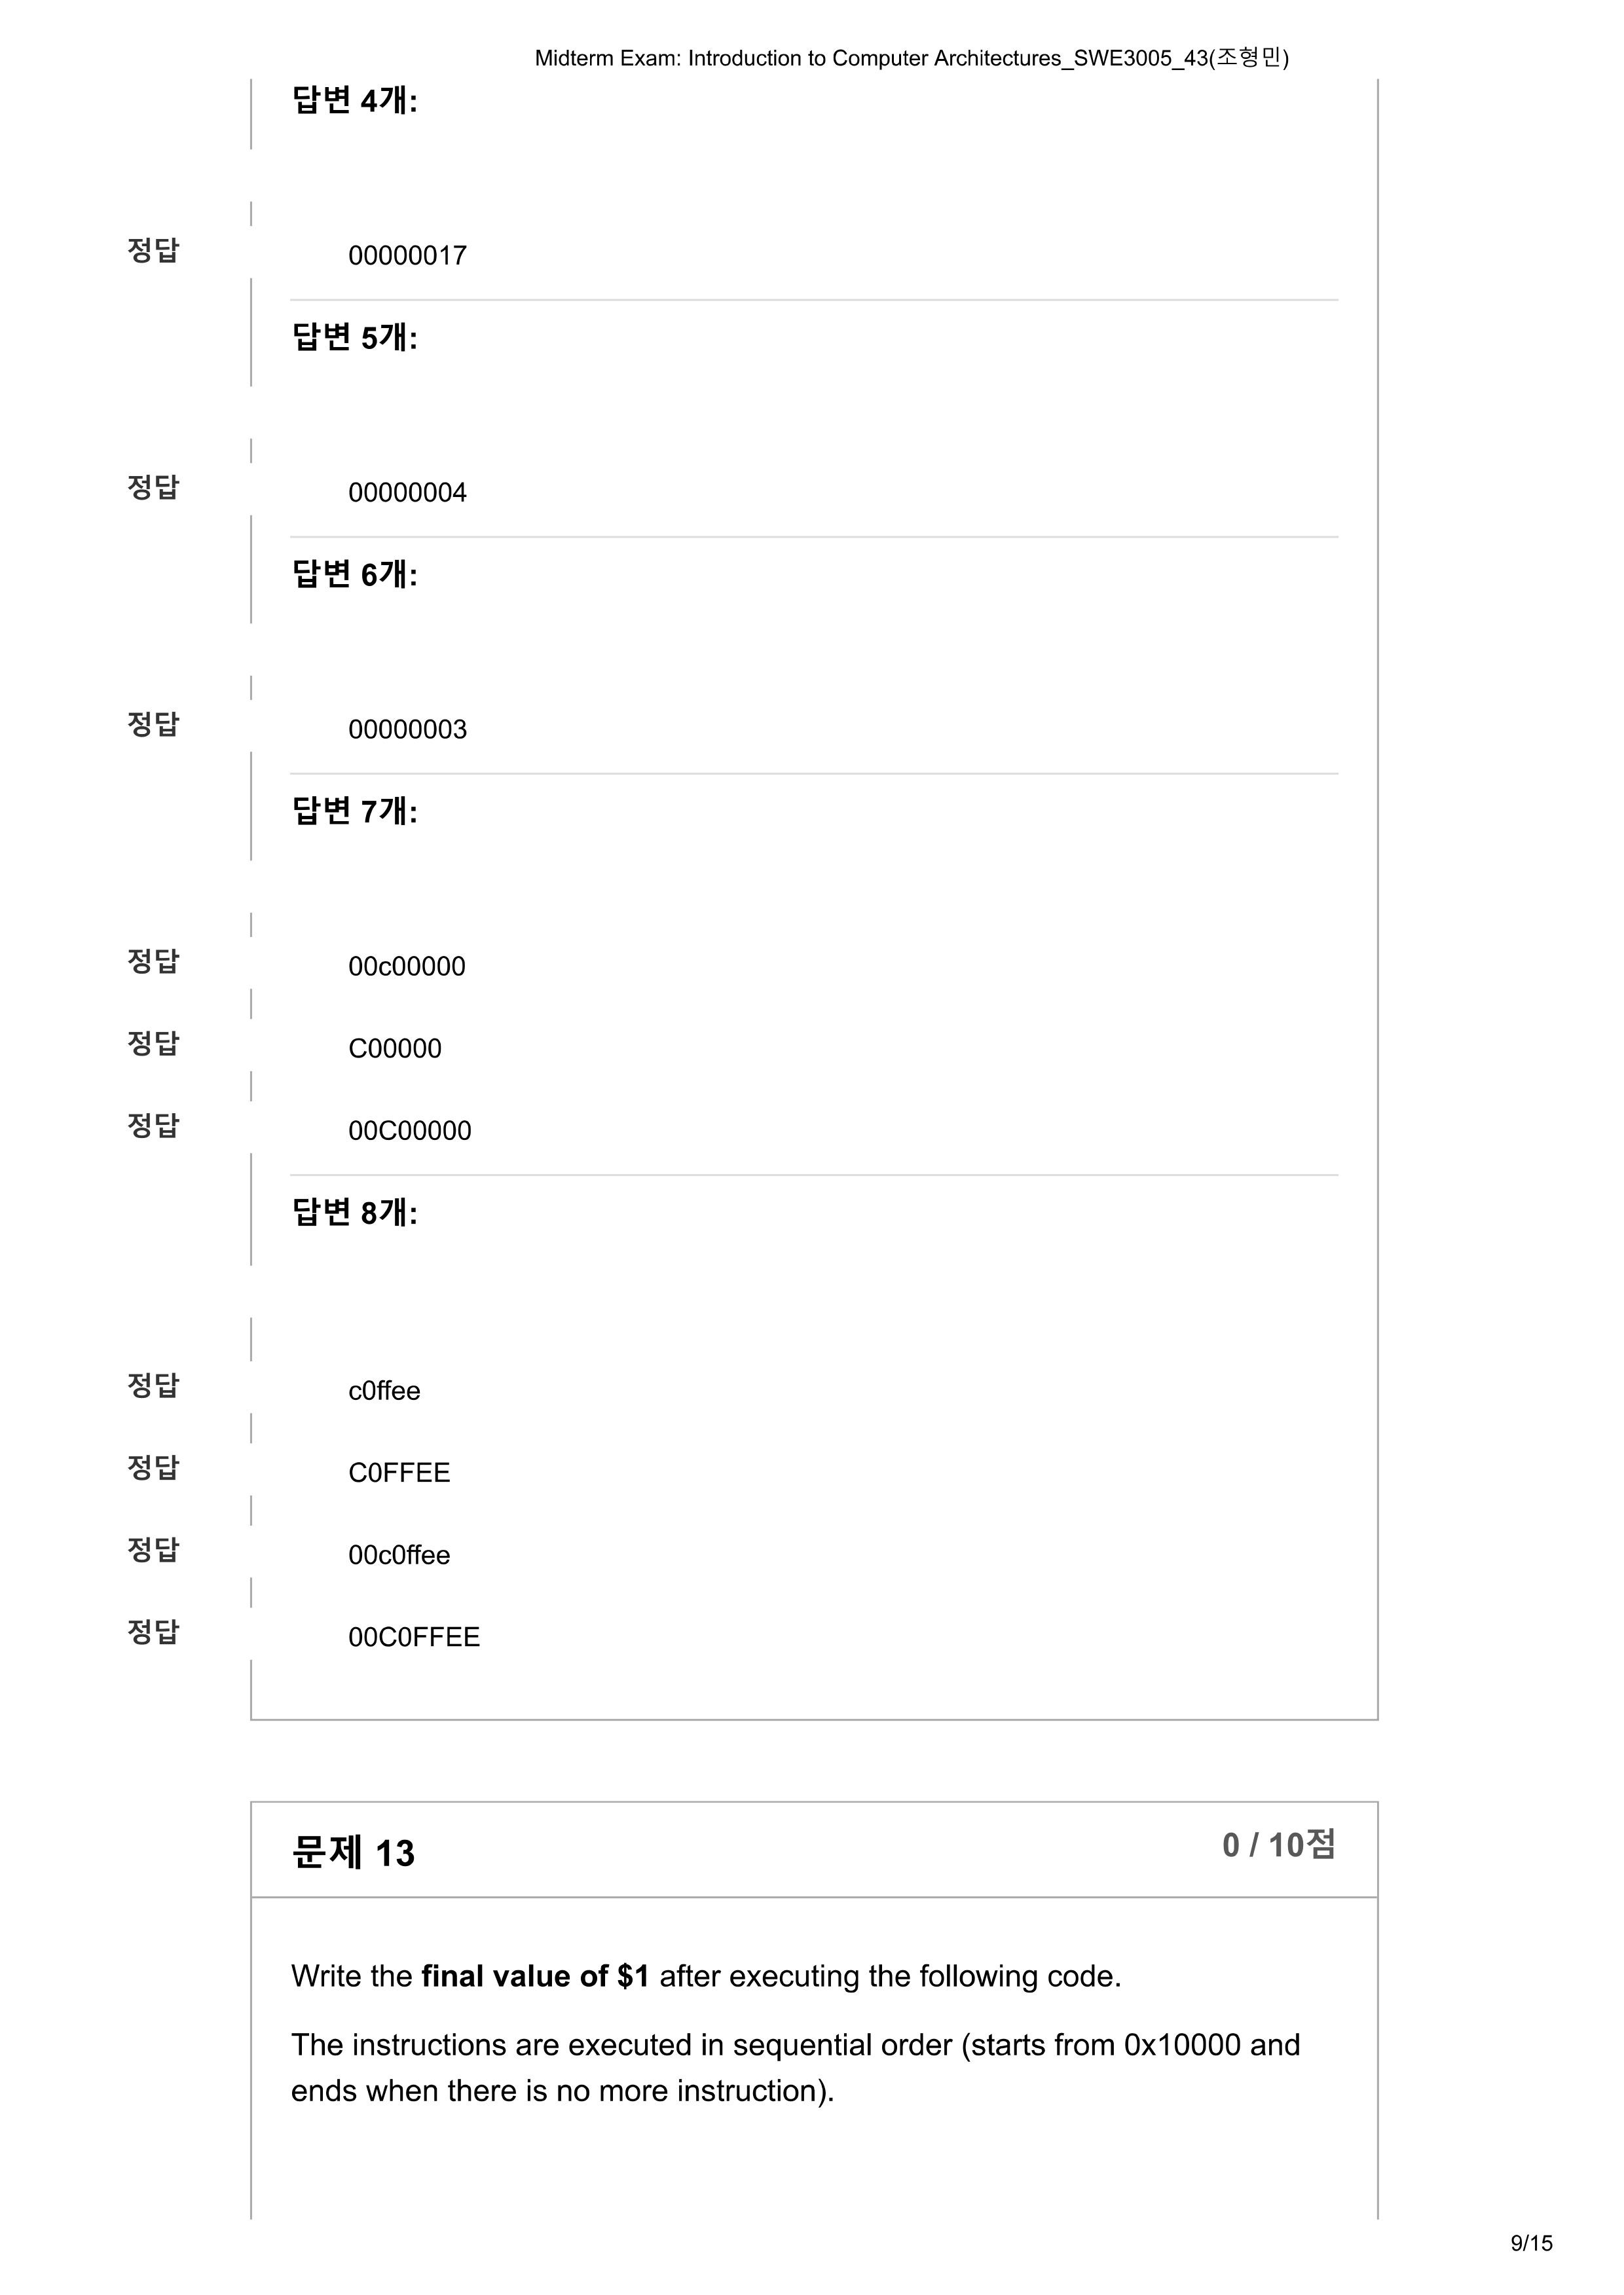 Midterm Exam: Introduction to Computer Architectures_SWE3005_43(조형민)
답변 4개:
정답 00000017
답변 5개:
정답 00000004
답변 6개:
정답 00000003
답변 7개:
정답 00c00000
정답 C00000
정답 00C00000
답변 8개:
정답 c0ffee
정답 C0FFEE
정답 00c0ffee
정답 00C0FFEE
문제 13 0 / 10점
Write the final value of $1 after executing the following code.
The instructions are executed in sequential order (starts from 0x10000 and
ends when there is no more instruction).
9/15